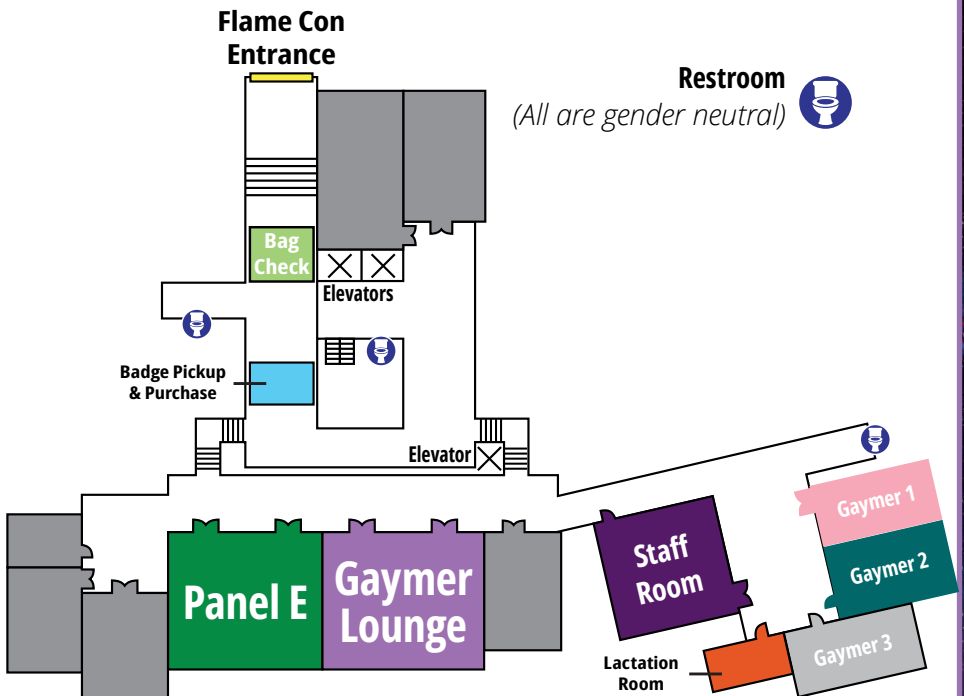 Flame Con
Entrance
Restroom
(All are gender neutral)
Bag
Check
Elevators
Badge Pickup
& Purchase
Elevator
Panel E
Gaymer
Lounge
Staff
Room
Gaymer 1
Gaymer 2
Gaymer 3
Lactation
Room